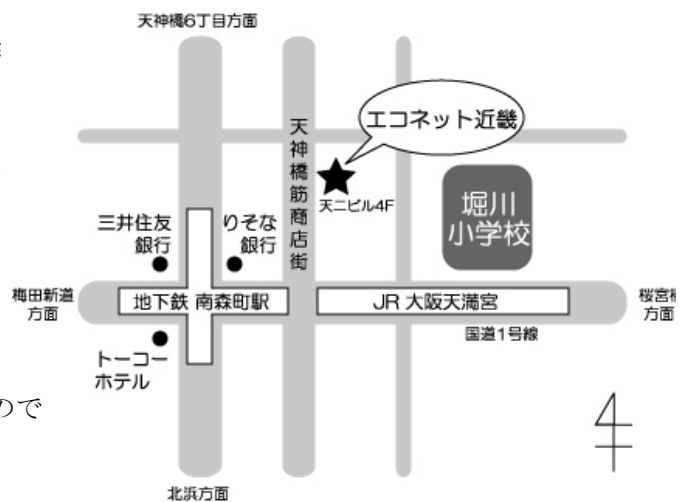 天神橋6丁目方面
エコネット近畿
天神橋筋商店街
天二ビル4F
堀川
小学校
三井住友
銀行
りそな
銀行
梅田新道
方面
地下鉄 南森町駅
JR 大阪天満宮
桜宮橋
方面
国道1号線
トーコー
ホテル
ので
北浜方面